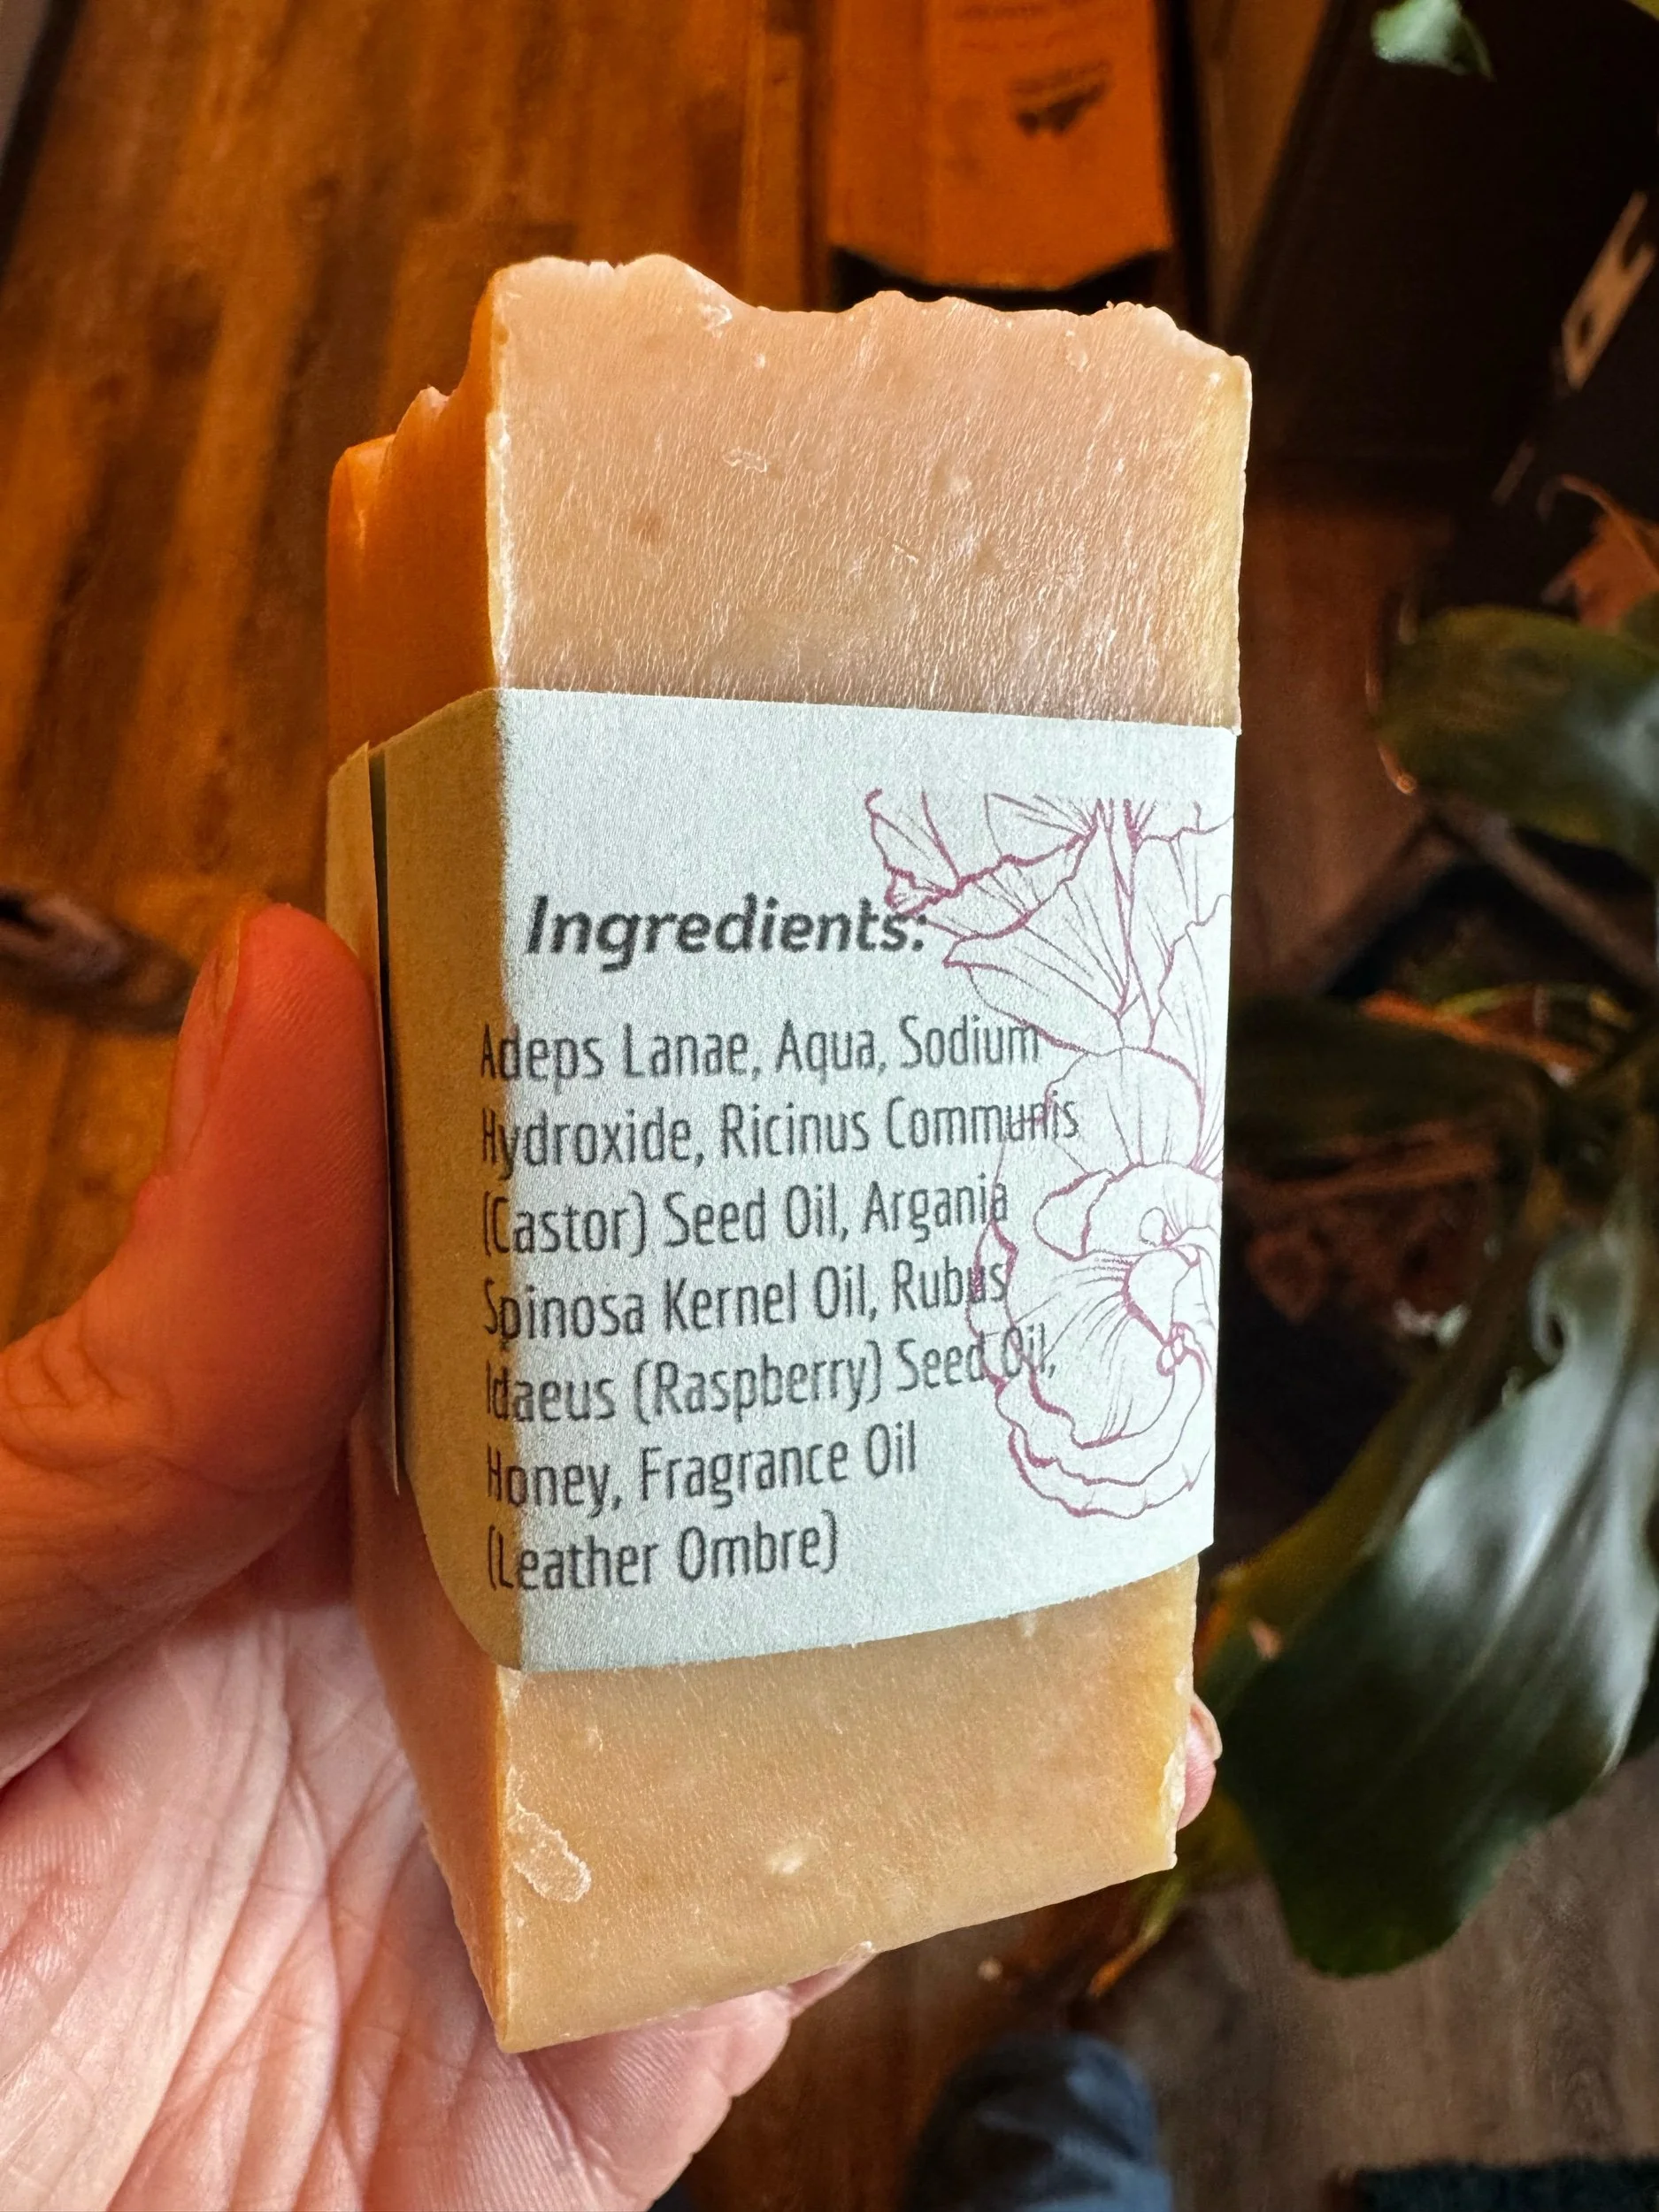 Ingredients:
Adeps Lanae, Aqua, Sodium
Hydroxide, Ricinus Communis
(Castor) Seed Oil, Argania
Spinosa Kernel Oil, Rubus
Idaeus (Raspberry) Seed Oil,
Honey, Fragrance Oil
(Leather Ombre)